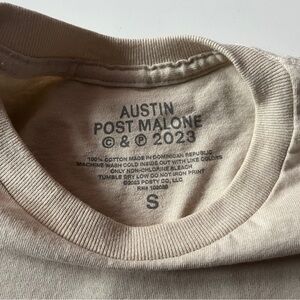 AUSTIN
POST MALONE
© & ℗ 2023
100% COTTON MADE IN DOMINICAN REPUBLIC
MACHINE WASH COLD INSIDE OUT WITH LIKE COLORS
ONLY NON-CHLORINE BLEACH
TUMBLE DRY LOW DO NOT IRON PRINT
©2023 POSTY CO, LLC
RN#
S